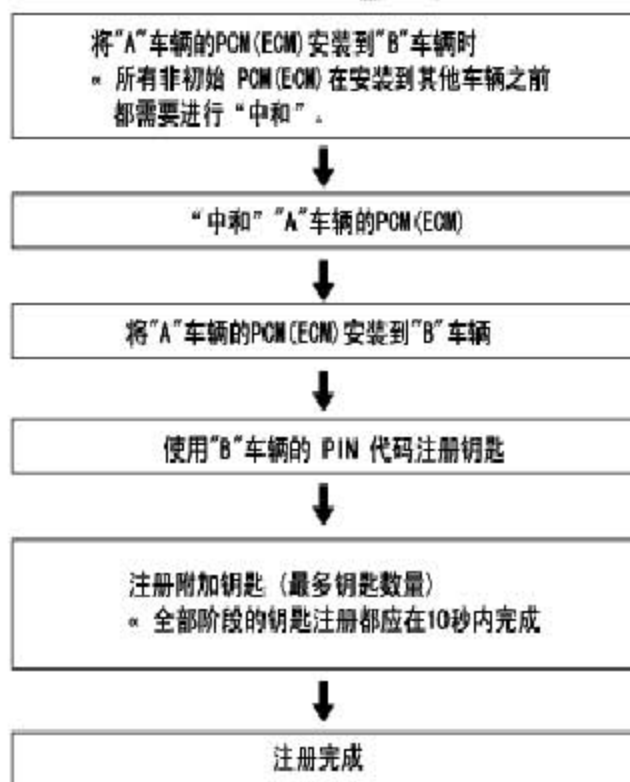 将"A"车辆的PCM(ECM)安装到"B"车辆时
« 所有非初始 PCM(ECM)在安装到其他车辆之前
都需要进行“中和”。
“中和”"A"车辆的PCM(ECM)
将"A"车辆的PCM(ECM)安装到"B"车辆
使用"B"车辆的 PIN 代码注册钥匙
注册附加钥匙 (最多钥匙数量)
« 全部阶段的钥匙注册都应在10秒内完成
注册完成